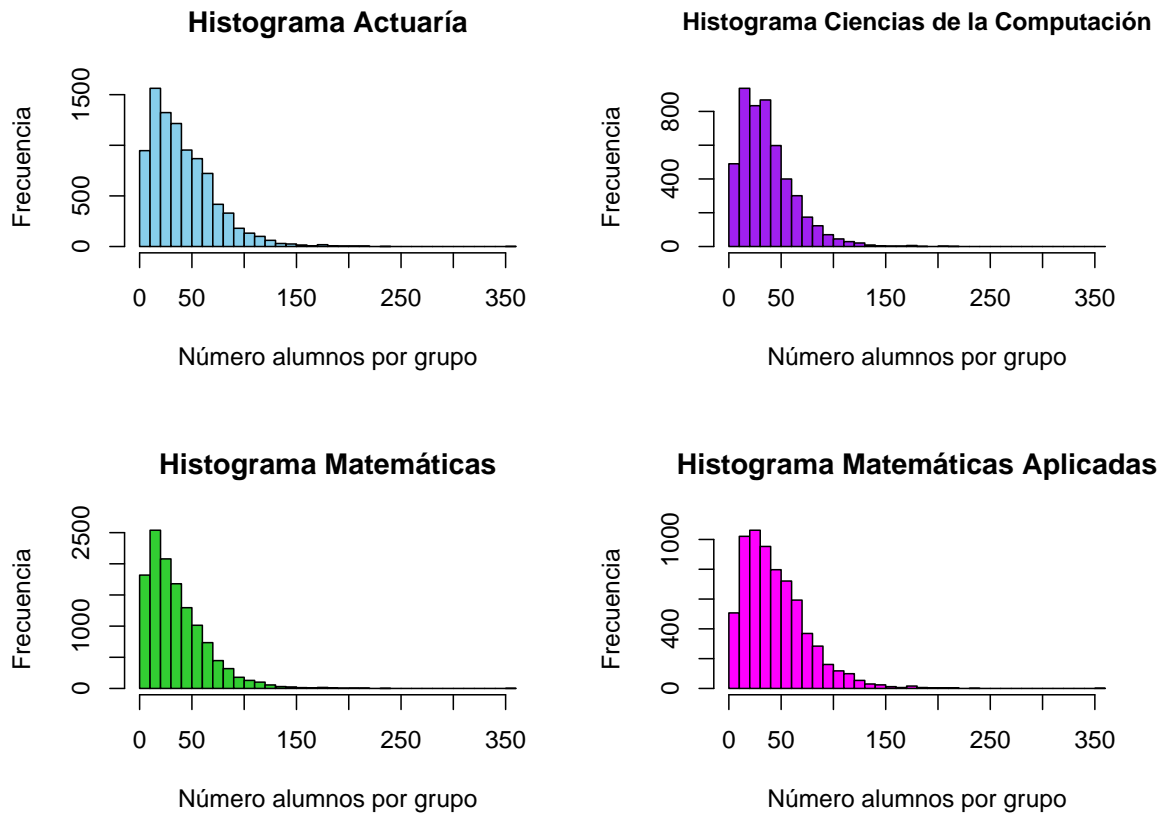 Histograma Actuaría
Frecuencia
1500
500
0
0 50 150 250 350
Número alumnos por grupo
Histograma Ciencias de la Computación
Frecuencia
800
400
0
0 50 150 250 350
Número alumnos por grupo
Histograma Matemáticas
Frecuencia
2500
1000
0
0 50 150 250 350
Número alumnos por grupo
Histograma Matemáticas Aplicadas
Frecuencia
1000
400
0
0 50 150 250 350
Número alumnos por grupo